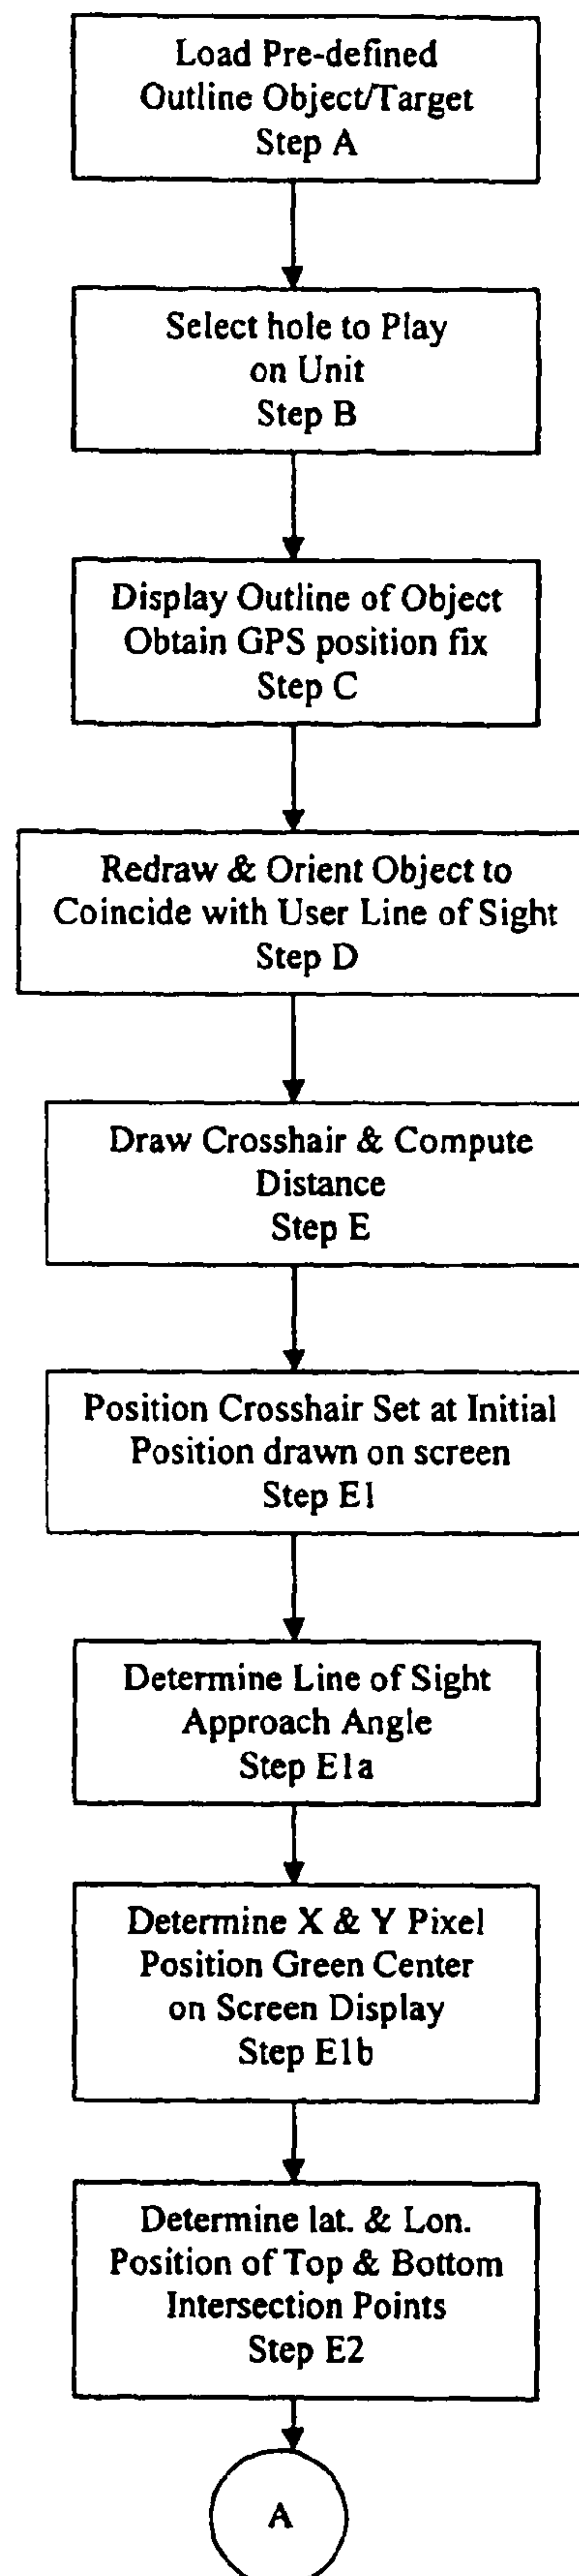 Load Pre-defined
Outline Object/Target
Step A
Select hole to Play
on Unit
Step B
Display Outline of Object
Obtain GPS position fix
Step C
Redraw & Orient Object to
Coincide with User Line of Sight
Step D
Draw Crosshair & Compute
Distance
Step E
Position Crosshair Set at Initial
Position drawn on screen
Step E1
Determine Line of Sight
Approach Angle
Step E1a
Determine X & Y Pixel
Position Green Center
on Screen Display
Step E1b
Determine lat. & Lon.
Position of Top & Bottom
Intersection Points
Step E2
A